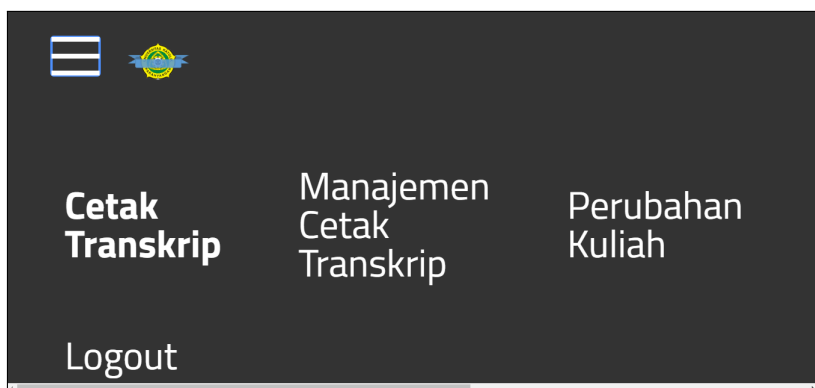 Cetak
Transkrip
Manajemen
Cetak
Transkrip
Perubahan
Kuliah
Logout